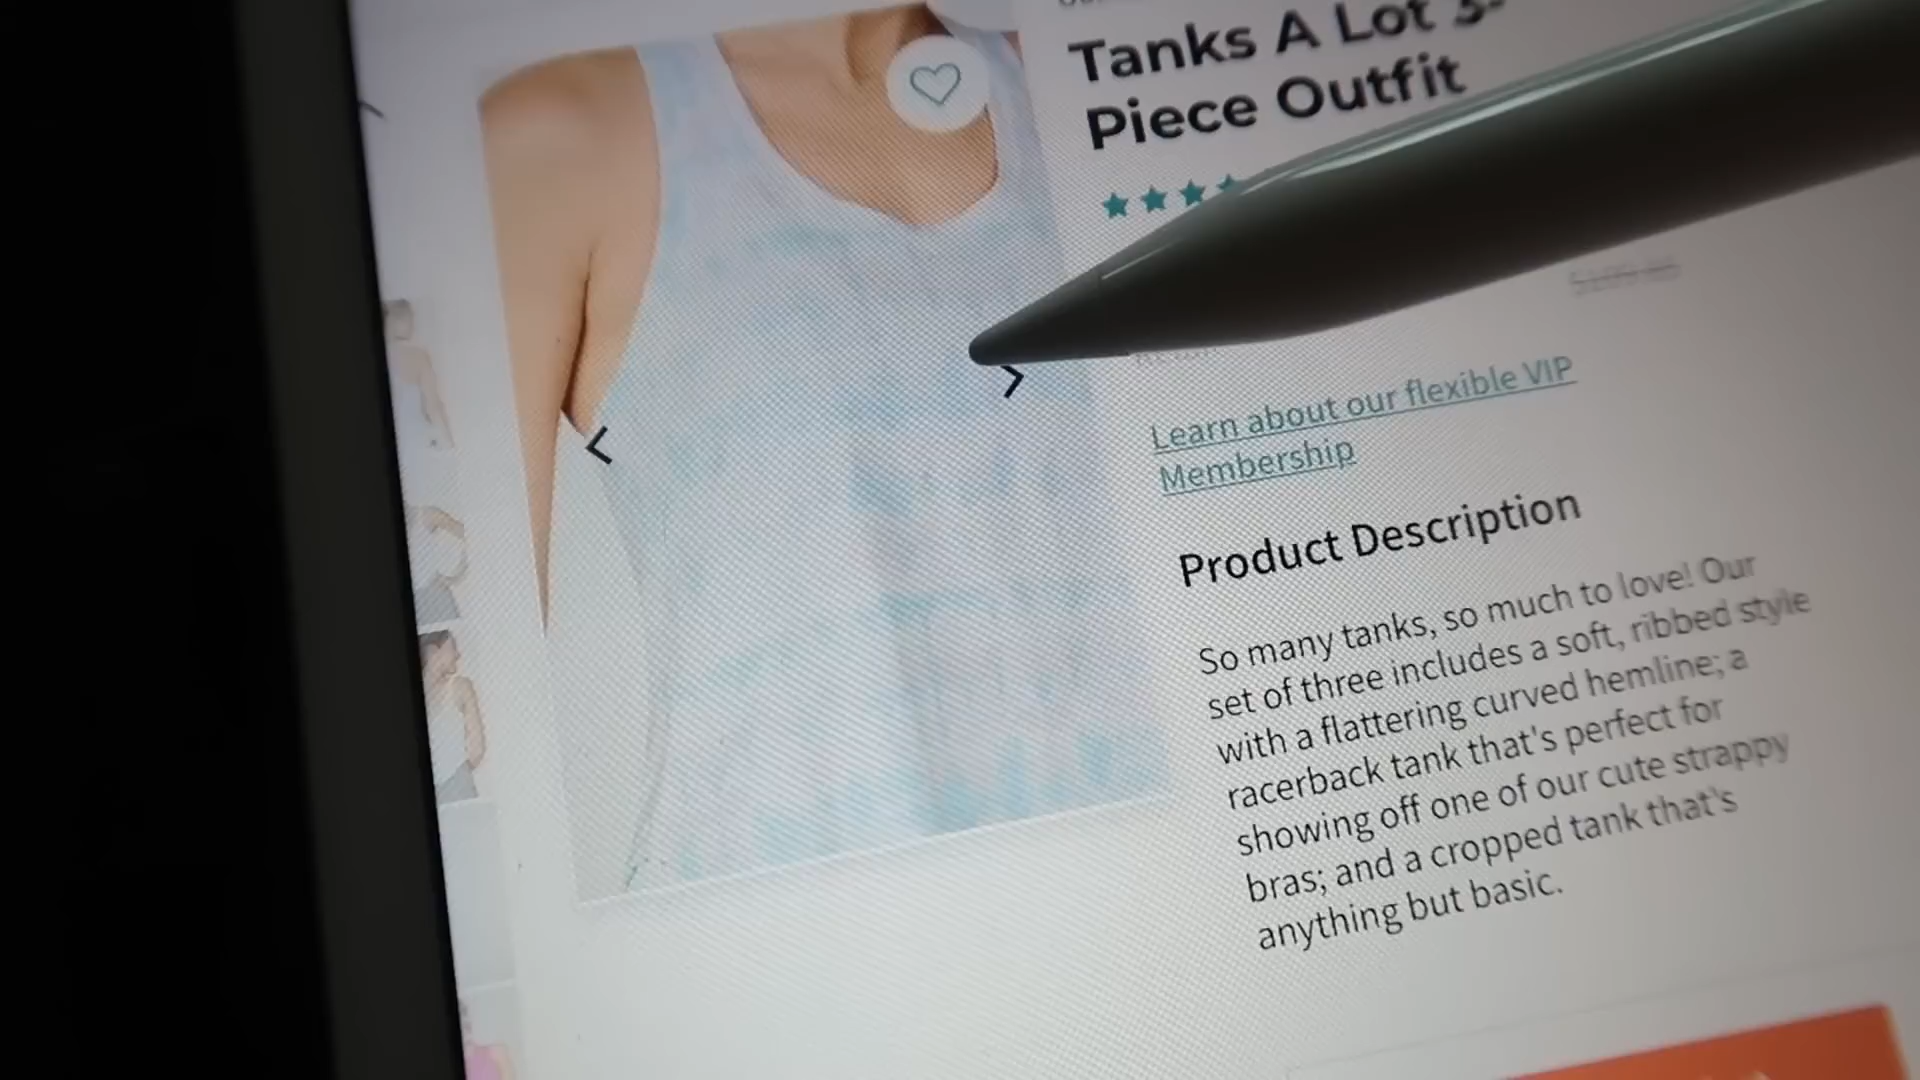 Tanks A Lot 3-
Piece Outfit
Learn about our flexible VIP
Membership
Product Description
So many tanks, so much to love! Our
set of three includes a soft, ribbed style
with a flattering curved hemline; a
racerback tank that's perfect for
showing off one of our cute strappy
bras; and a cropped tank that's
anything but basic.